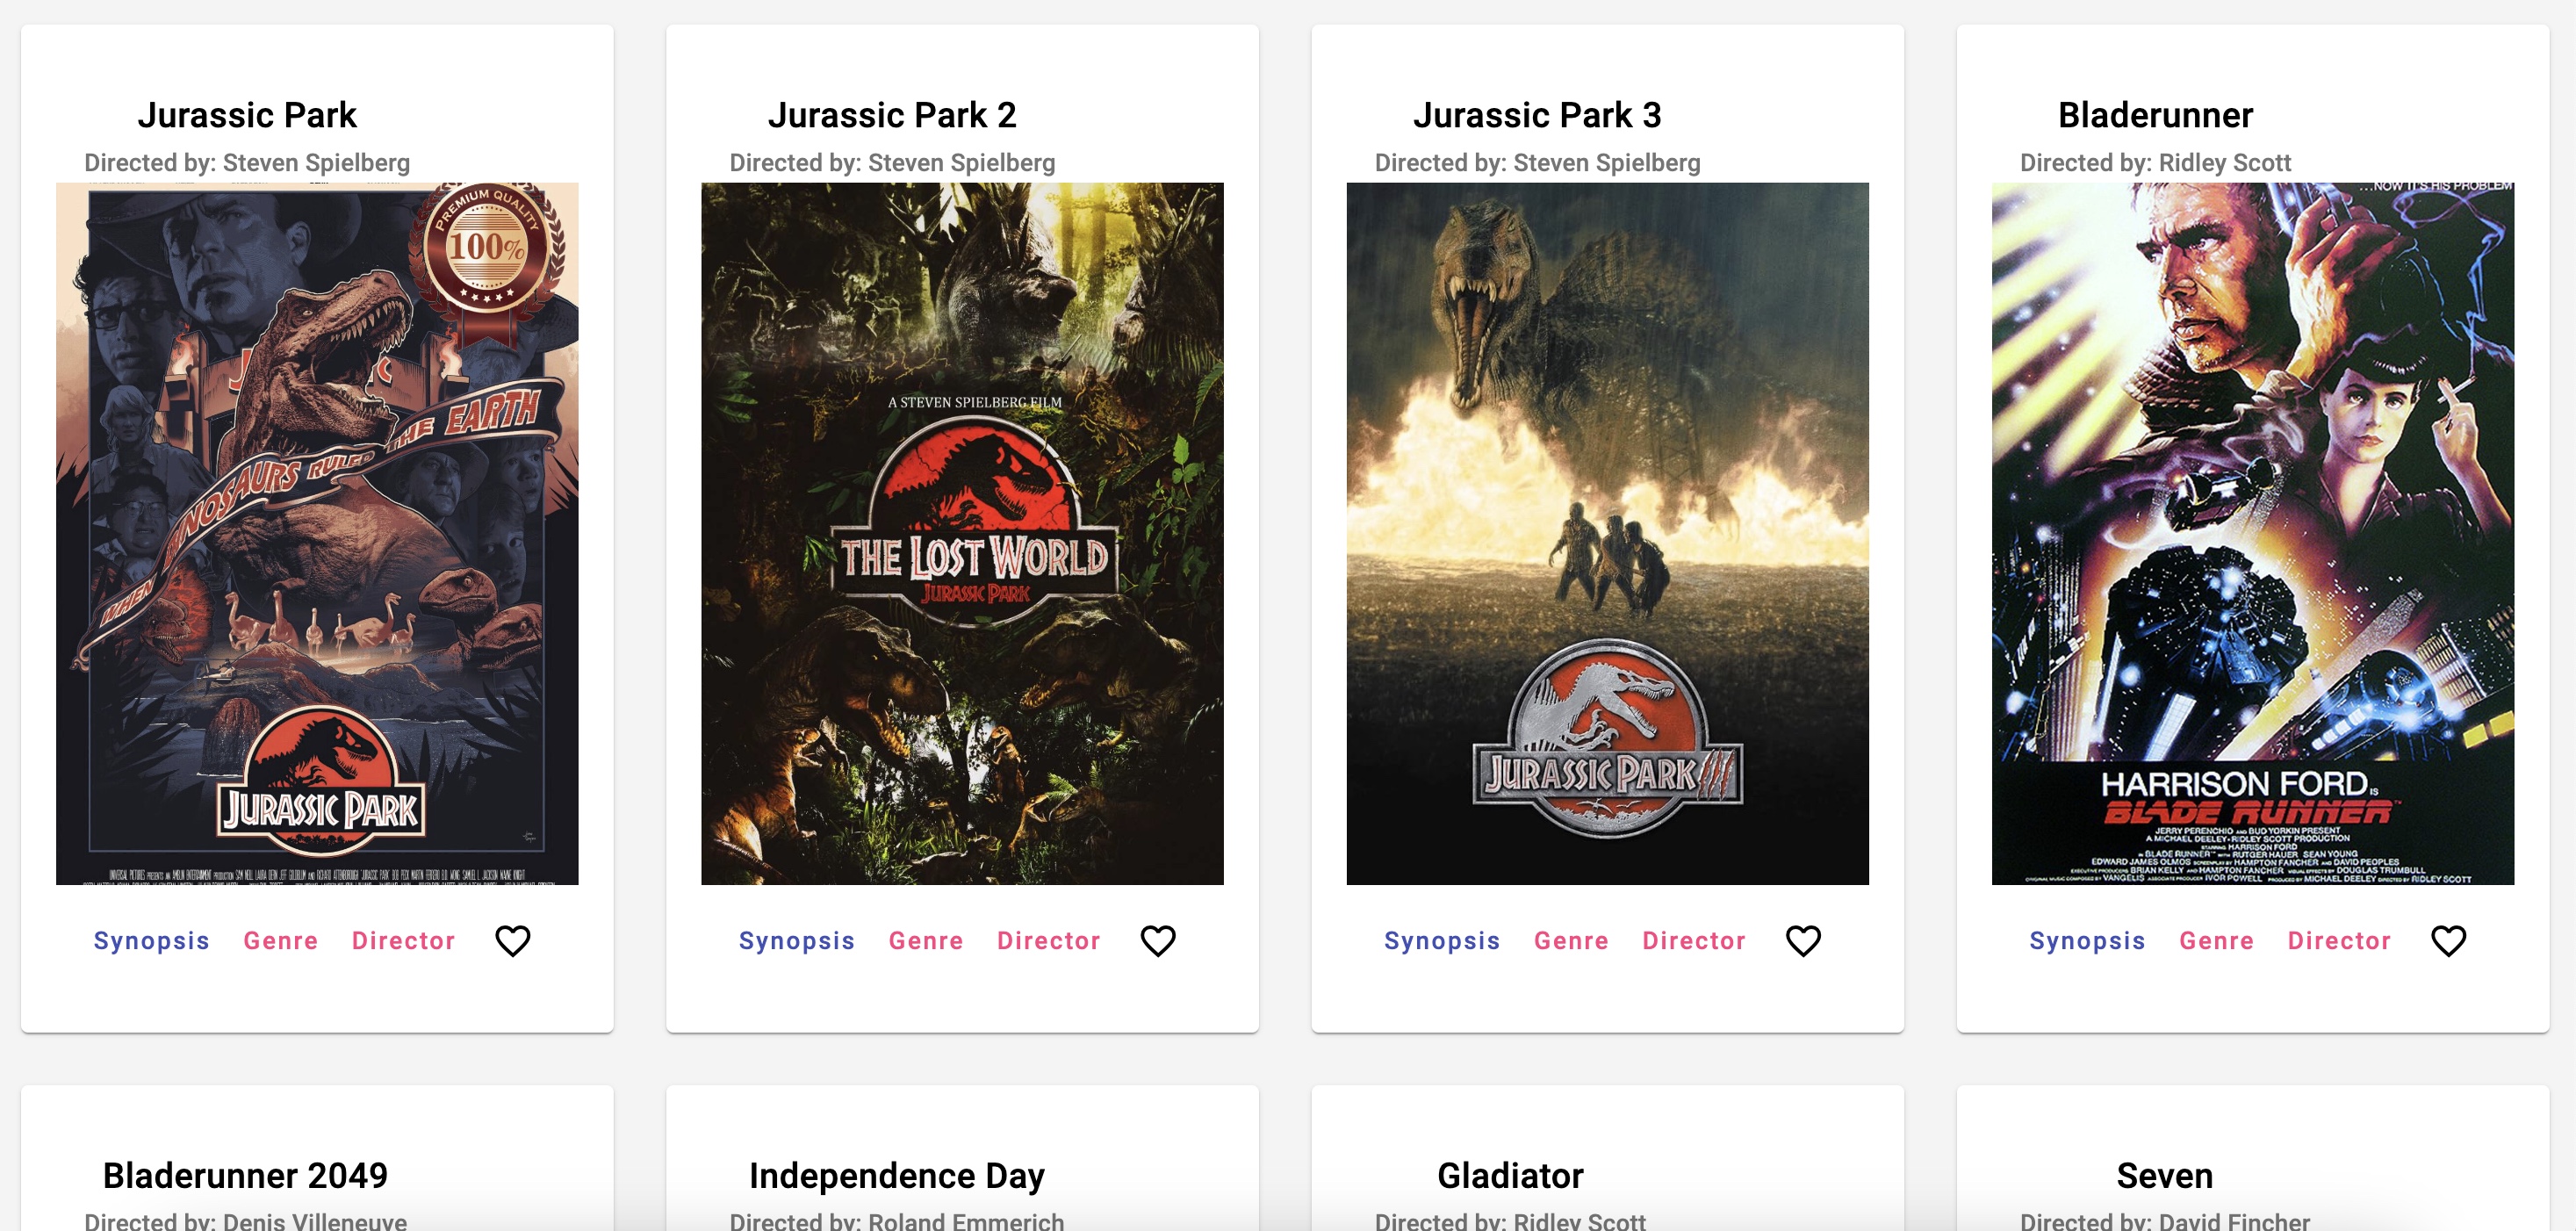 Jurassic Park
Directed by: Steven Spielberg
PREMIUM QUALITY
100%
WHEN DINOSAURS RULED THE EARTH
JURASSIC PARK
Synopsis Genre Director
Jurassic Park 2
Directed by: Steven Spielberg
A STEVEN SPIELBERG FILM
THE LOST WORLD
JURASSIC PARK
Synopsis Genre Director
Jurassic Park 3
Directed by: Steven Spielberg
JURASSIC PARK III
Synopsis Genre Director
Bladerunner
Directed by: Ridley Scott
...NOW IT'S HIS PROBLEM
HARRISON FORD IS
BLADE RUNNER™
JERRY PERENCHIO AND BUD YORKIN PRESENT
A MICHAEL DEELEY-RIDLEY SCOTT PRODUCTION
STARRING HARRISON FORD
IN BLADE RUNNER™ WITH RUTGER HAUER SEAN YOUNG
EDWARD JAMES OLMOS SCREENPLAY BY HAMPTON FANCHER AND DAVID PEOPLES
EXECUTIVE PRODUCERS BRIAN KELLY AND HAMPTON FANCHER VISUAL EFFECTS BY DOUGLAS TRUMBULL
ORIGINAL MUSIC COMPOSED BY VANGELIS ASSOCIATE PRODUCER IVOR POWELL PRODUCED BY MICHAEL DEELEY DIRECTED BY RIDLEY SCOTT
Synopsis Genre Director
Bladerunner 2049
Directed by: Denis Villeneuve
Independence Day
Directed by: Roland Emmerich
Gladiator
Directed by: Ridley Scott
Seven
Directed by: David Fincher